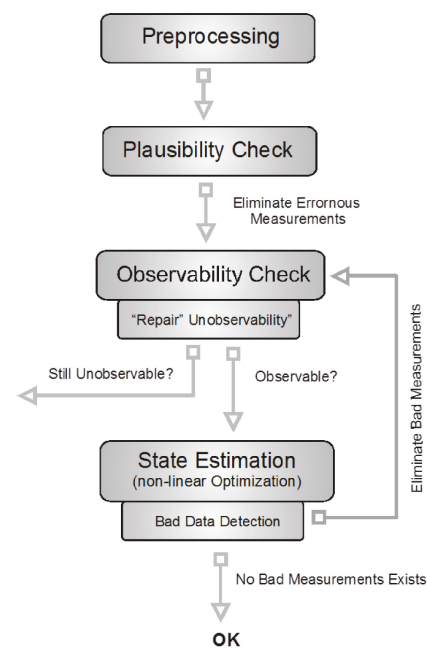 Preprocessing
Plausibility Check
Eliminate Errornous
Measurements
Observability Check
“Repair” Unobservability”
Still Unobservable?
Observable?
Eliminate Bad Measurements
State Estimation
(non-linear Optimization)
Bad Data Detection
No Bad Measurements Exists
OK